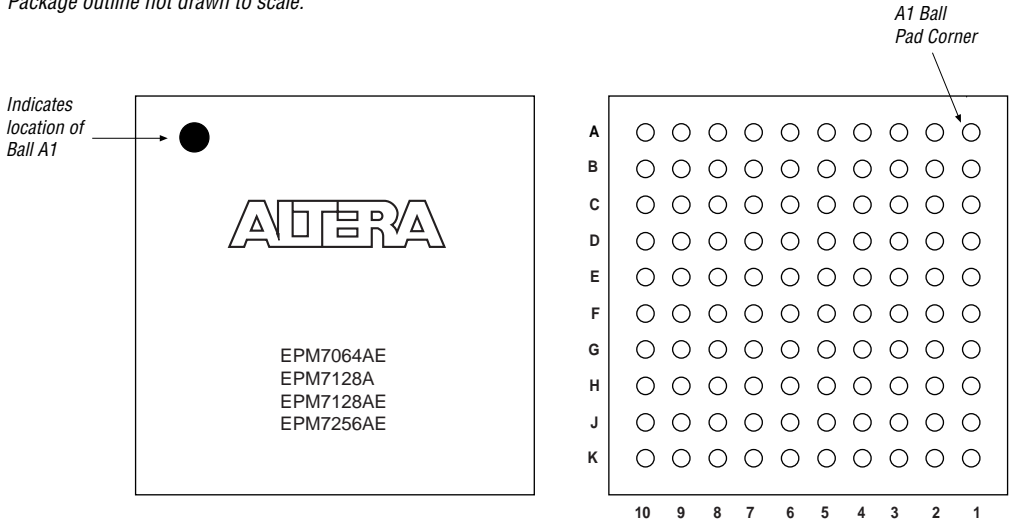 Package outline not drawn to scale.
A1 Ball
Pad Corner
Indicates
location of
Ball A1
ALTERA
EPM7064AE
EPM7128A
EPM7128AE
EPM7256AE
A
B
C
D
E
F
G
H
J
K
10 9 8 7 6 5 4 3 2 1